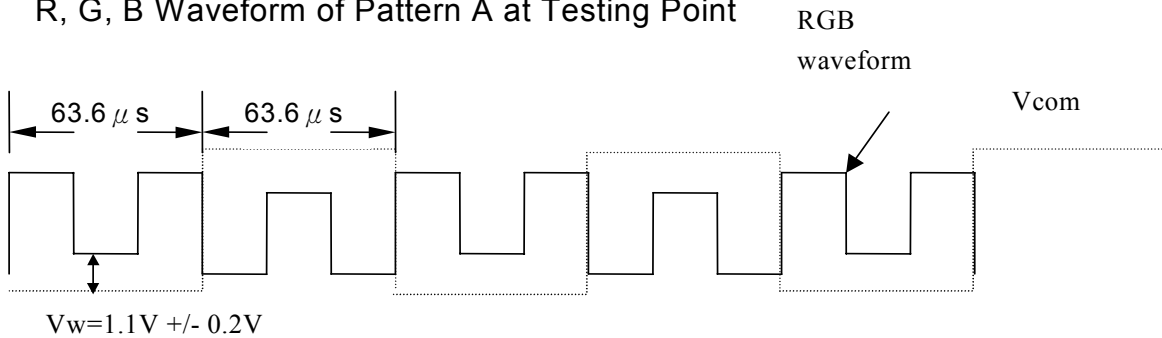 R, G, B Waveform of Pattern A at Testing Point
RGB
waveform
Vcom
63.6 μ s
63.6 μ s
Vw=1.1V +/- 0.2V